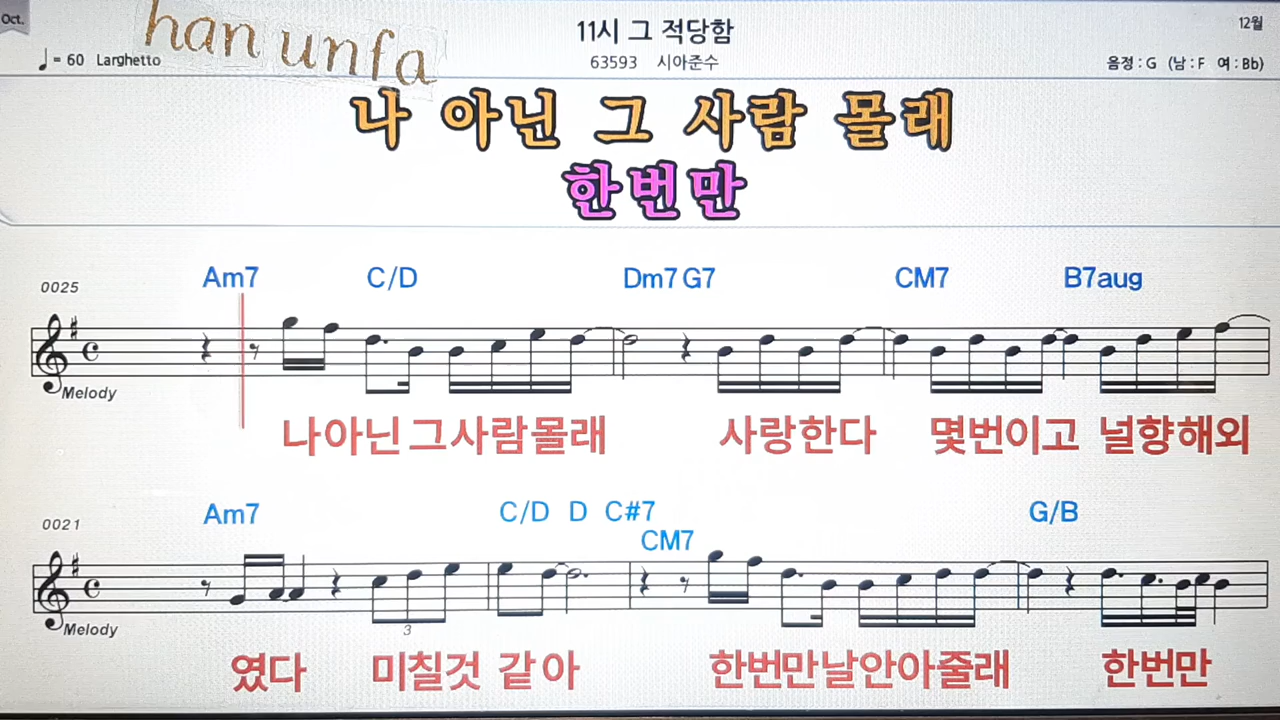 Oct.
han unfa
11시 그 적당함
12월
♩= 60 Larghetto
63593 시아준수
음정 : G (남 : F 여 : Bb)
나 아닌 그 사람 몰래
한번만
Am7 C/D Dm7 G7 CM7 B7aug
0025
Melody
나아닌그사람몰래 사랑한다 몇번이고 널향해외
Am7 C/D D C#7
CM7 G/B
0021
3
Melody
였다 미칠것 같아 한번만날안아줄래 한번만